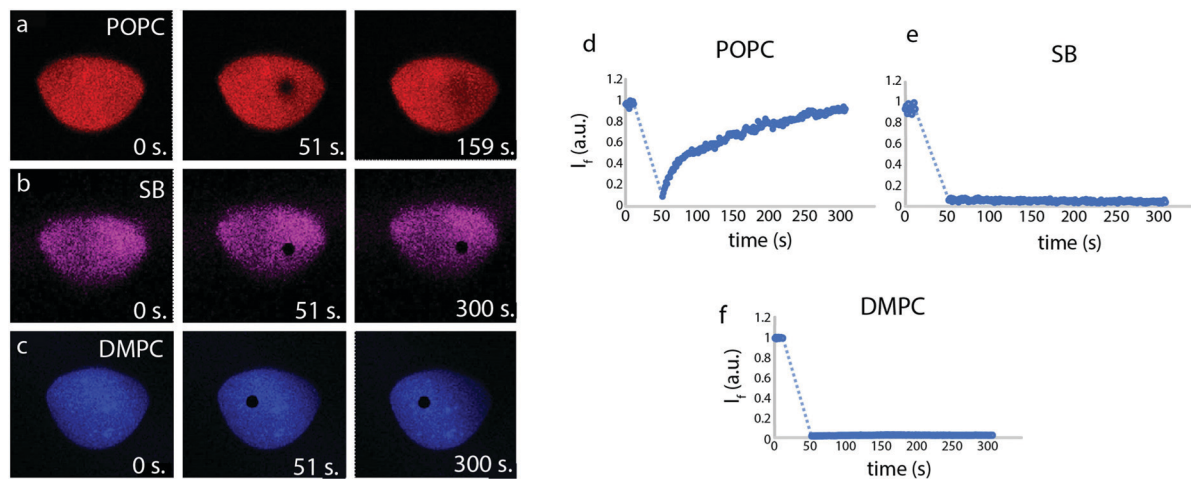 a POPC
0 s. 51 s. 159 s.
b SB
0 s. 51 s. 300 s.
c DMPC
0 s. 51 s. 300 s.
d POPC
1.2
1
0.8
0.6
0.4
0.2
0
I_f (a.u.)
0 50 100 150 200 250 300
time (s)
e SB
1.2
1
0.8
0.6
0.4
0.2
0
0 50 100 150 200 250 300
time (s)
f DMPC
1.2
1
0.8
0.6
0.4
0.2
0
I_f (a.u.)
0 50 100 150 200 250 300
time (s)